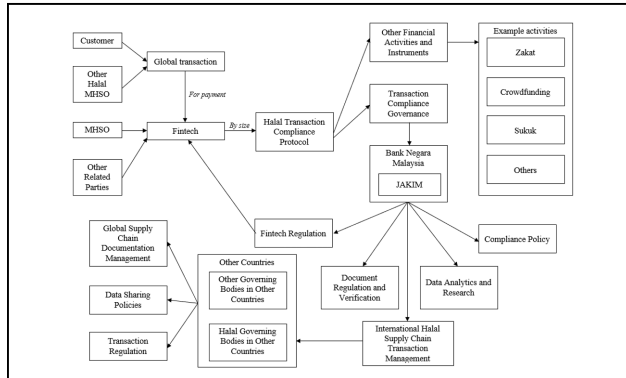 Customer
Other
Halal
MHSO
Global transaction
For payment
MHSO
Other
Related
Parties
Fintech
By size
Halal Transaction
Compliance
Protocol
Other Financial
Activities and
Instruments
Transaction
Compliance
Governance
Bank Negara
Malaysia
JAKIM
Example activities
Zakat
Crowdfunding
Sukuk
Others
Fintech Regulation
Compliance Policy
Document
Regulation and
Verification
Data Analytics and
Research
International Halal
Supply Chain
Transaction
Management
Other Countries
Other Governing
Bodies in Other
Countries
Halal Governing
Bodies in Other
Countries
Global Supply
Chain
Documentation
Management
Data Sharing
Policies
Transaction
Regulation